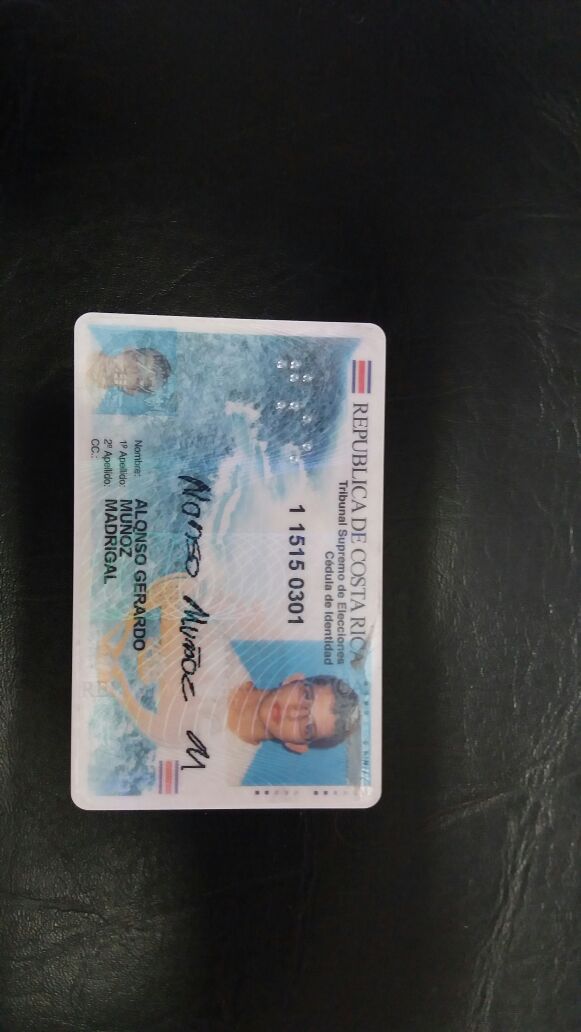 REPUBLICA DE COSTA RICA
Tribunal Supremo de Elecciones
Cédula de Identidad
1 1515 0301
Alonso Muñoz M
Nombre: ALONSO GERARDO
1º Apellido: MUÑOZ
2º Apellido: MADRIGAL
CC.: